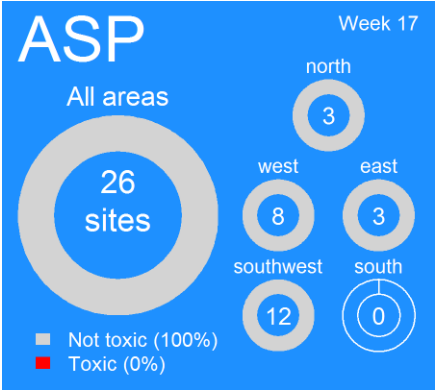 ASP
Week 17
All areas
26
sites
north
3
west
8
east
3
southwest
12
south
0
Not toxic (100%)
Toxic (0%)